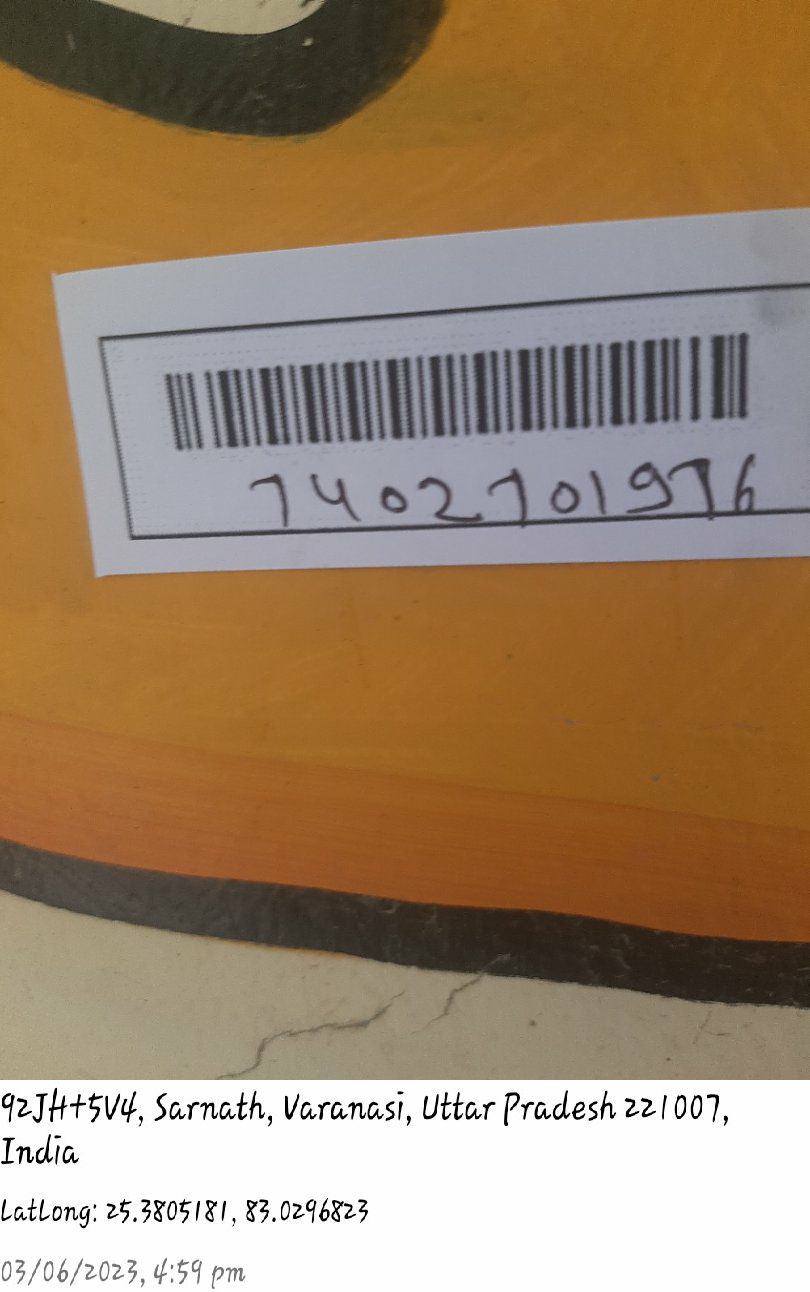 7402701976
92JH+5V4, Sarnath, Varanasi, Uttar Pradesh 221007,
India
LatLong: 25.3805181, 83.0296823
03/06/2023, 4:59 pm